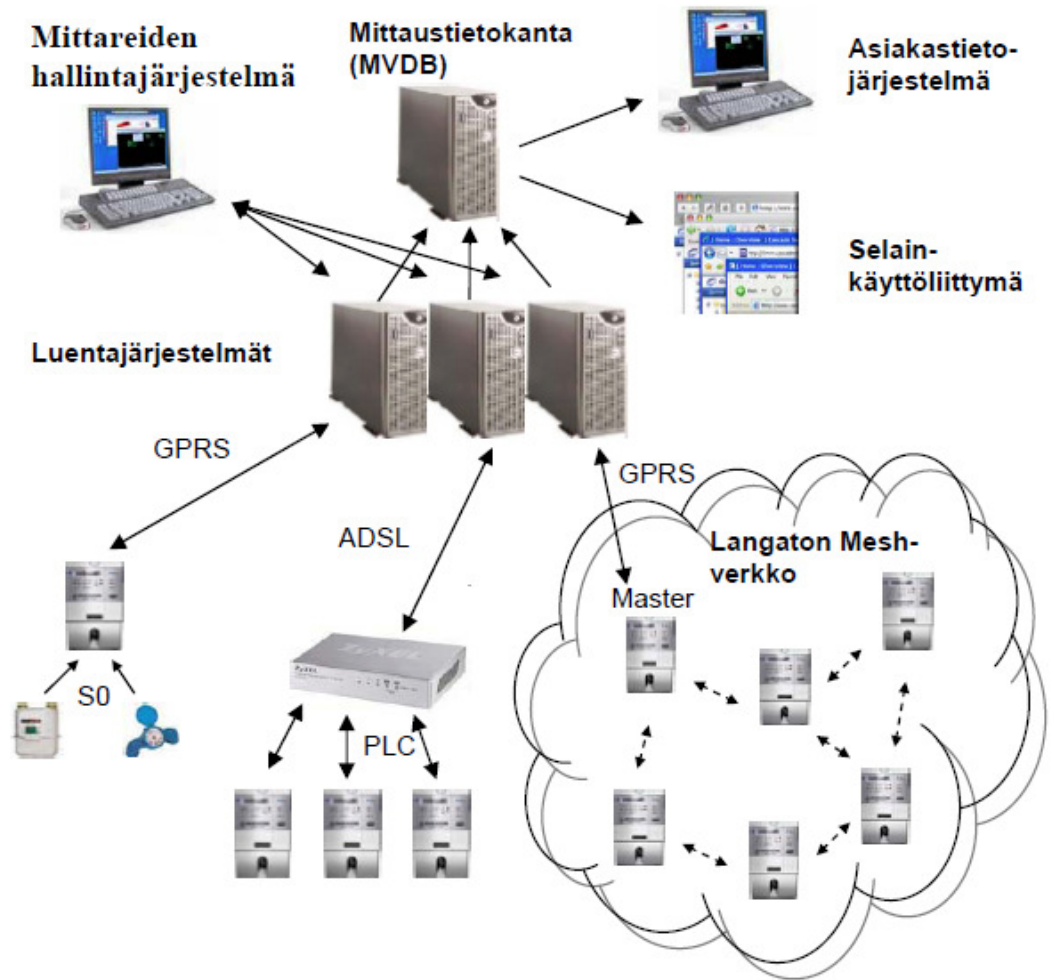 Mittareiden
hallintajärjestelmä
Mittaustietokanta
(MVDB)
Asiakastieto-
järjestelmä
Selain-
käyttöliittymä
Luentajärjestelmät
GPRS
ADSL
GPRS
Langaton Mesh-
verkko
Master
ZyXEL
ZyXEL
S0
PLC